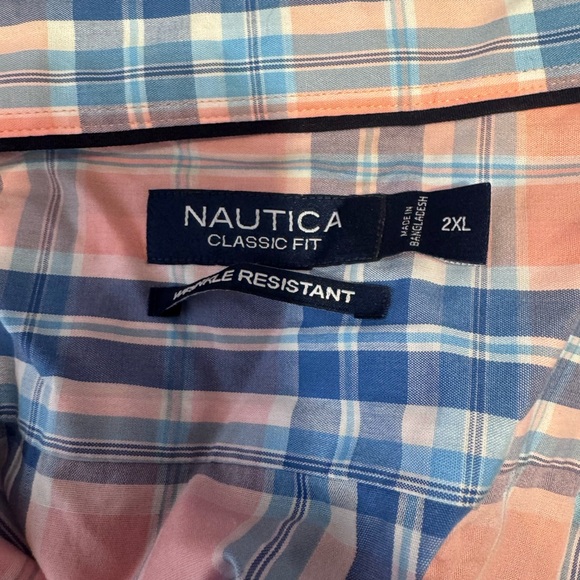 NAUTICA
CLASSIC FIT
MADE IN
BANGLADESH
2XL
WRINKLE RESISTANT